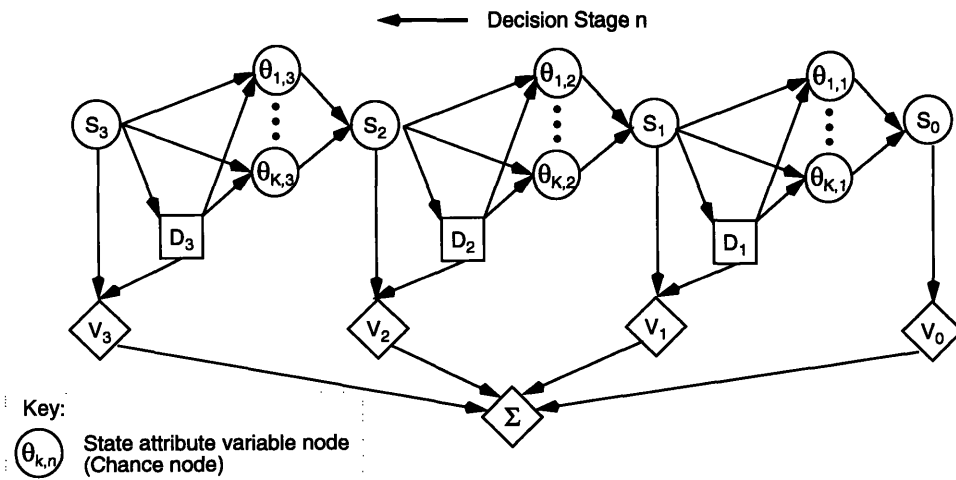 Decision Stage n
θ1,3 θ1,2 θ1,1
S3 S2 S1 S0
θK,3 θK,2 θK,1
D3 D2 D1
V3 V2 V1 V0
Σ
Key:
θk,n State attribute variable node
(Chance node)